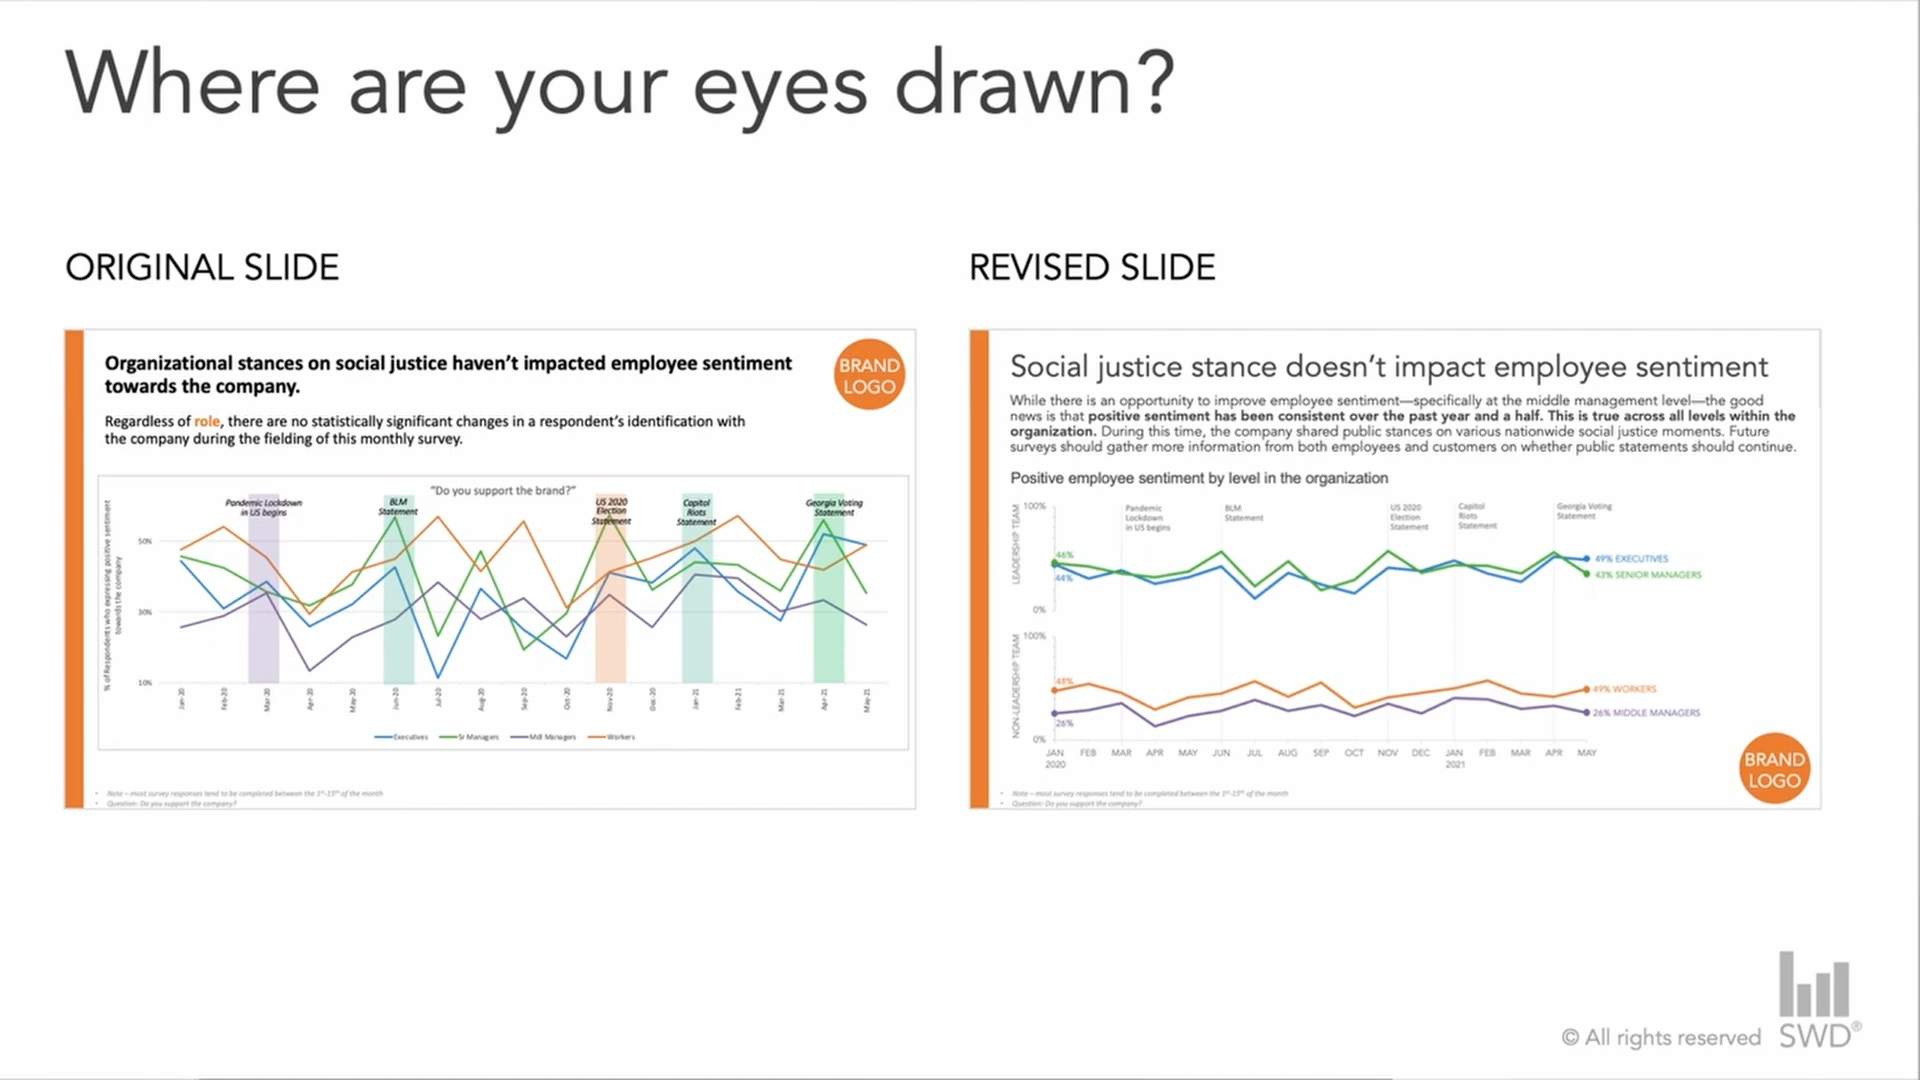 Where are your eyes drawn?
ORIGINAL SLIDE
Organizational stances on social justice haven't impacted employee sentiment
towards the company.
BRAND
LOGO
Regardless of role, there are no statistically significant changes in a respondent's identification with
the company during the fielding of this monthly survey.
"Do you support the brand?"
% of Respondents who expressing positive sentiment
towards the company
Pandemic Lockdown
in US begins
BLM
Statement
US 2020
Election
Statement
Capitol
Riots
Statement
Georgia Voting
Statement
50%
30%
10%
Jan-20 Feb-20 Mar-20 Apr-20 May-20 Jun-20 Jul-20 Aug-20 Sep-20 Oct-20 Nov-20 Dec-20 Jan-21 Feb-21 Mar-21 Apr-21 May-21
Executives Sr Managers Mdl Managers Workers
• Note – most survey responses tend to be completed between the 1st-15th of the month
• Question: Do you support the company?
REVISED SLIDE
Social justice stance doesn't impact employee sentiment
While there is an opportunity to improve employee sentiment—specifically at the middle management level—the good
news is that positive sentiment has been consistent over the past year and a half. This is true across all levels within the
organization. During this time, the company shared public stances on various nationwide social justice moments. Future
surveys should gather more information from both employees and customers on whether public statements should continue.
Positive employee sentiment by level in the organization
LEADERSHIP TEAM
100%
0%
Pandemic
Lockdown
in US begins
BLM
Statement
US 2020
Election
Statement
Capitol
Riots
Statement
Georgia Voting
Statement
46%
44%
49% EXECUTIVES
43% SENIOR MANAGERS
NON-LEADERSHIP TEAM
100%
0%
48%
26%
49% WORKERS
26% MIDDLE MANAGERS
JAN FEB MAR APR MAY JUN JUL AUG SEP OCT NOV DEC JAN FEB MAR APR MAY
2020 2021
BRAND
LOGO
• Note – most survey responses tend to be completed between the 1st-15th of the month
• Question: Do you support the company?
© All rights reserved
SWD®